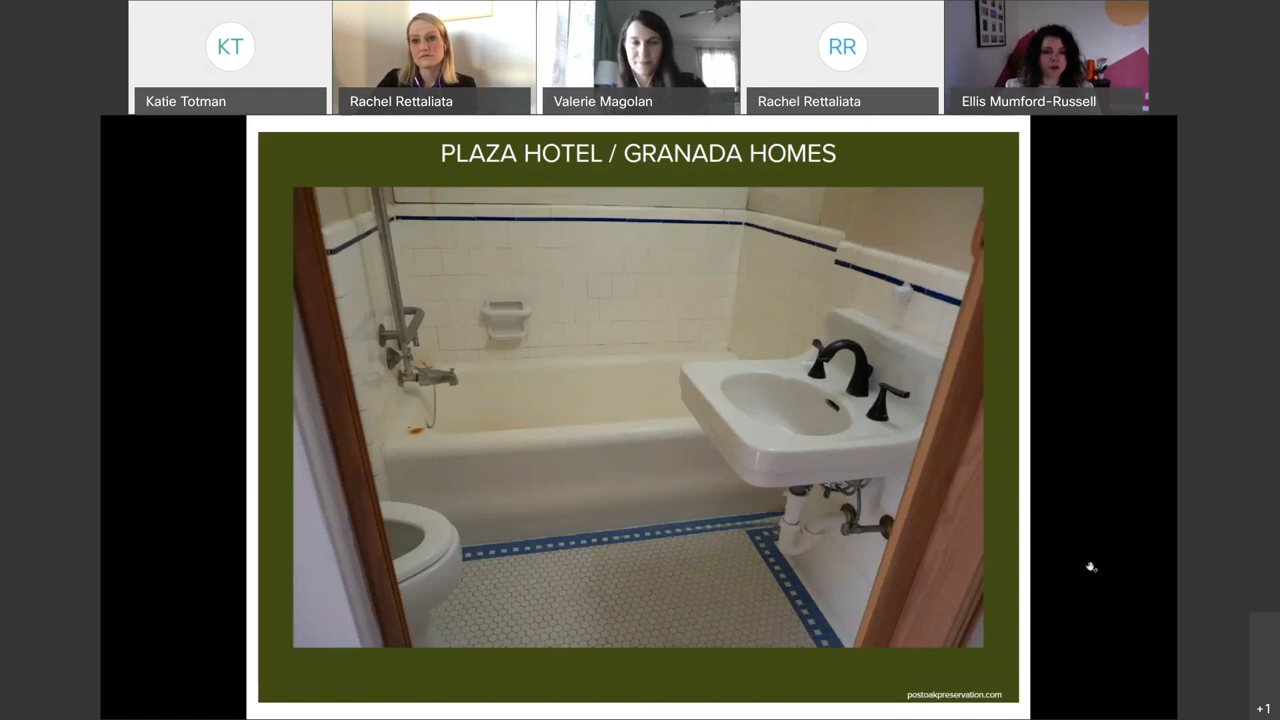 KT
RR
Katie Totman
Rachel Rettaliata
Valerie Magolan
Rachel Rettaliata
Ellis Mumford-Russell
PLAZA HOTEL / GRANADA HOMES
postoakpreservation.com
+1